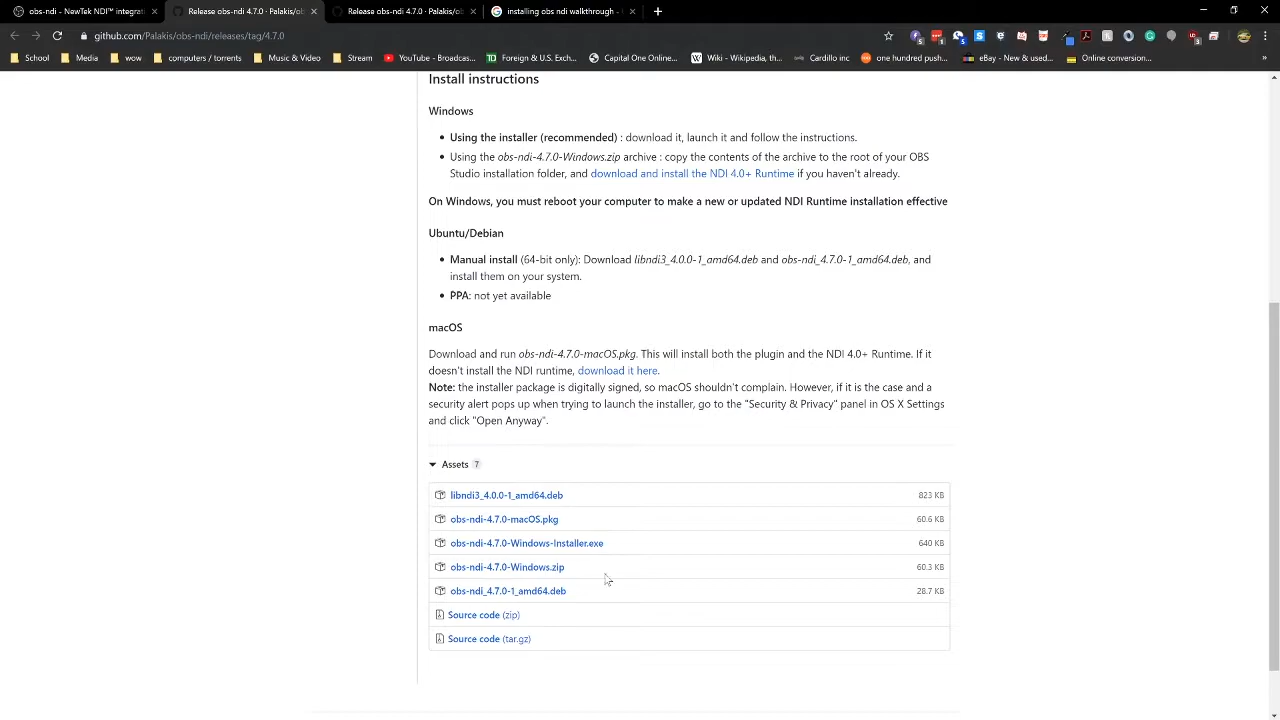 obs-ndi - NewTek NDI™ integrati
Release obs-ndi 4.7.0 · Palakis/ob
Release obs-ndi 4.7.0 · Palakis/ob
installing obs ndi walkthrough -
github.com/Palakis/obs-ndi/releases/tag/4.7.0
School
Media
wow
computers / torrents
Music & Video
Stream
YouTube - Broadcas...
Foreign & U.S. Exch...
Capital One Online...
Wiki - Wikipedia, th...
Cardillo inc
one hundred push...
eBay - New & used...
Online conversion...
Install instructions
Windows
• Using the installer (recommended) : download it, launch it and follow the instructions.
• Using the obs-ndi-4.7.0-Windows.zip archive : copy the contents of the archive to the root of your OBS
Studio installation folder, and download and install the NDI 4.0+ Runtime if you haven't already.
On Windows, you must reboot your computer to make a new or updated NDI Runtime installation effective
Ubuntu/Debian
• Manual install (64-bit only): Download libndi3_4.0.0-1_amd64.deb and obs-ndi_4.7.0-1_amd64.deb, and
install them on your system.
• PPA: not yet available
macOS
Download and run obs-ndi-4.7.0-macOS.pkg. This will install both the plugin and the NDI 4.0+ Runtime. If it
doesn't install the NDI runtime, download it here.
Note: the installer package is digitally signed, so macOS shouldn't complain. However, if it is the case and a
security alert pops up when trying to launch the installer, go to the "Security & Privacy" panel in OS X Settings
and click "Open Anyway".
Assets 7
libndi3_4.0.0-1_amd64.deb 823 KB
obs-ndi-4.7.0-macOS.pkg 60.6 KB
obs-ndi-4.7.0-Windows-Installer.exe 640 KB
obs-ndi-4.7.0-Windows.zip 60.3 KB
obs-ndi_4.7.0-1_amd64.deb 28.7 KB
Source code (zip)
Source code (tar.gz)